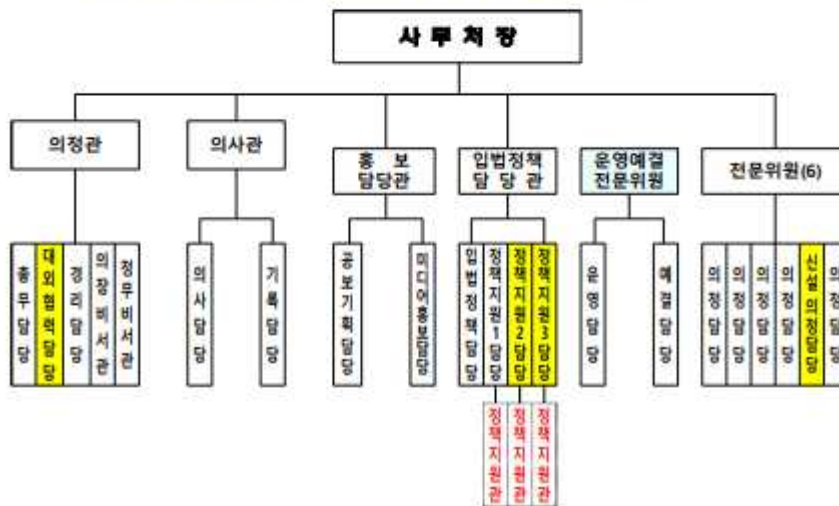 사 무 처 장
의정관
의사관
홍 보
담당관
입법정책
담 당 관
운영예결
전문위원
전문위원(6)
총무담당
대외협력담당
경리담당
의장비서관
정무비서관
의사담당
기록담당
공보기획담당
미디어홍보담당
입법정책담당
정책지원1담당
정책지원2담당
정책지원3담당
운영담당
예결담당
의정담당
의정담당
의정담당
의정담당
신설의정담당
의정담당
정책지원관
정책지원관
정책지원관